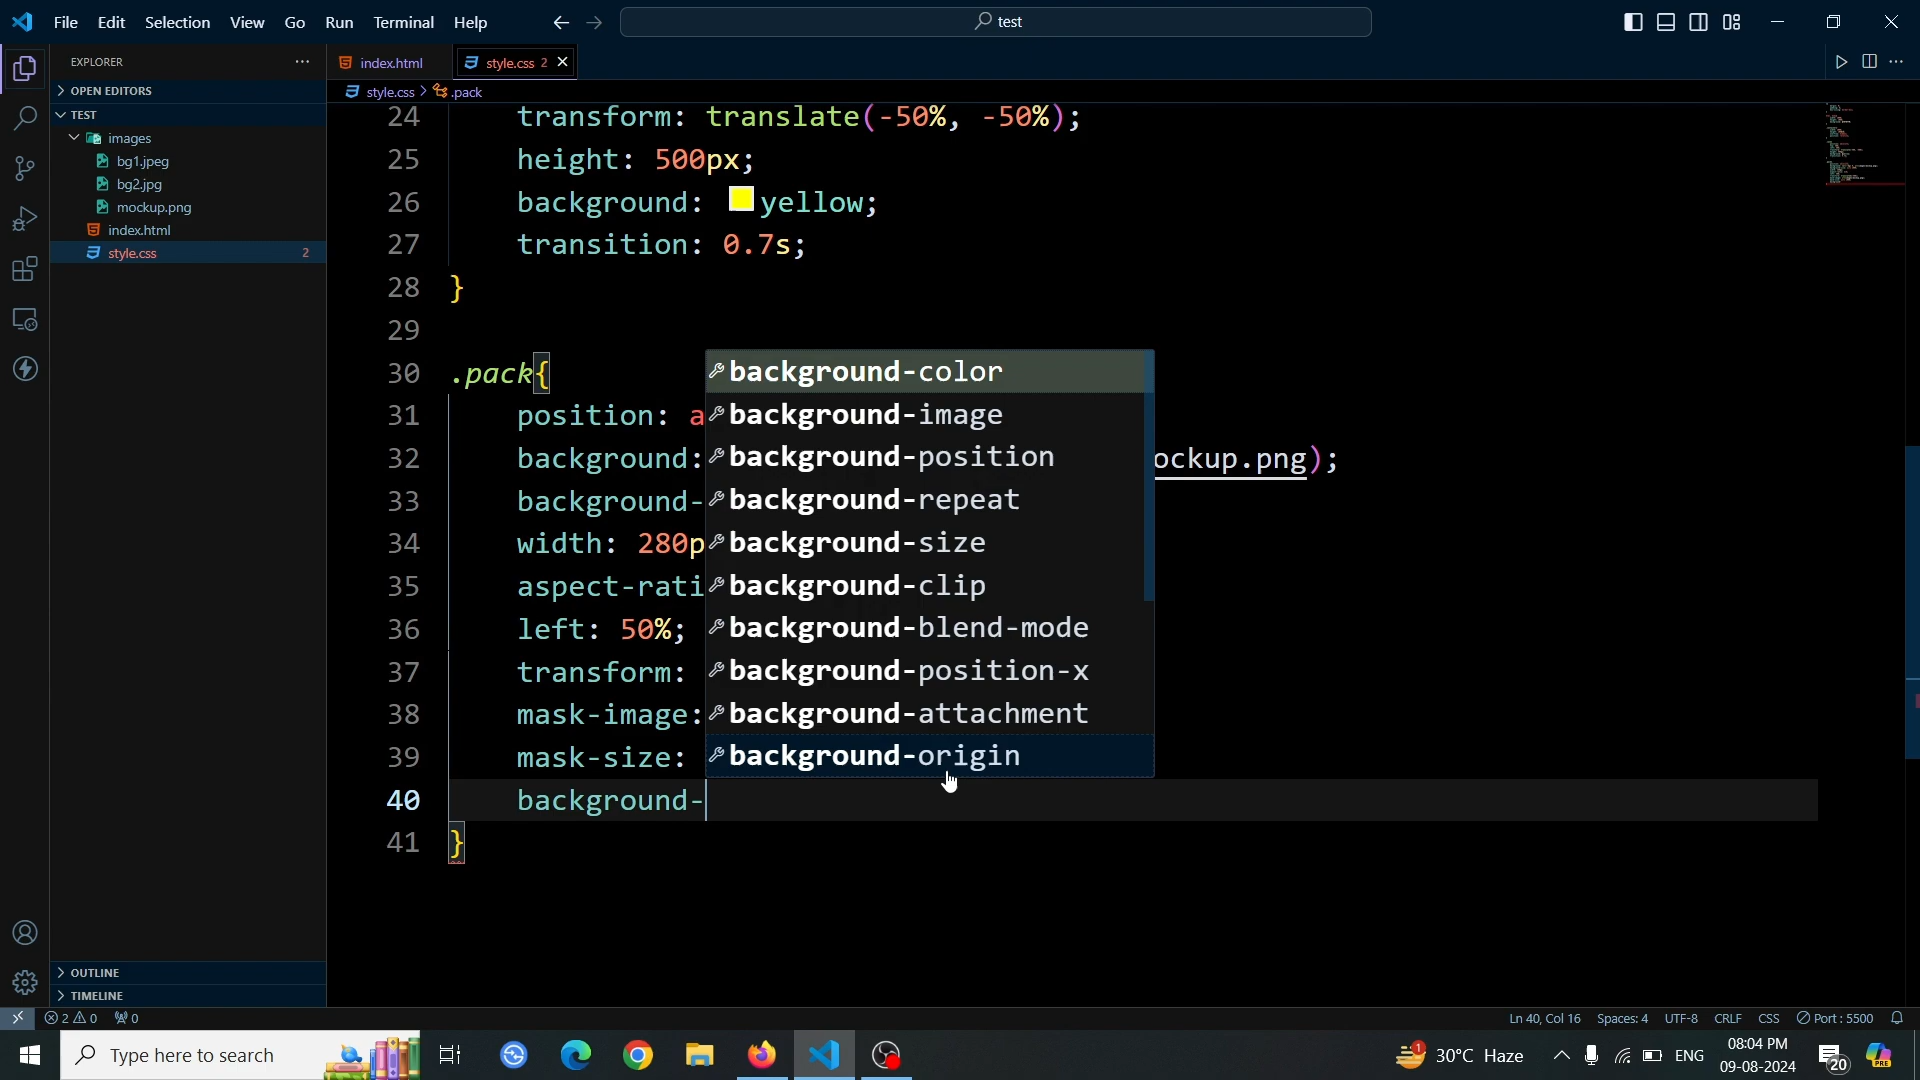 File Edit Selection View Go Run Terminal Help
test
EXPLORER
OPEN EDITORS
TEST
images
bg1.jpeg
bg2.jpg
mockup.png
index.html
style.css 2
OUTLINE
TIMELINE
index.html
style.css 2
style.css > .pack
24 transform: translate(-50%, -50%);
25 height: 500px;
26 background: yellow;
27 transition: 0.7s;
28 }
29
30 .pack{
31 position: a
32 background: ockup.png);
33 background-
34 width: 280p
35 aspect-rati
36 left: 50%;
37 transform:
38 mask-image:
39 mask-size:
40 background-
41 }
background-color
background-image
background-position
background-repeat
background-size
background-clip
background-blend-mode
background-position-x
background-attachment
background-origin
2 0 0
Ln 40, Col 16 Spaces: 4 UTF-8 CRLF CSS Port : 5500
Type here to search
1 30°C Haze ENG 08:04 PM 20 PRE
09-08-2024